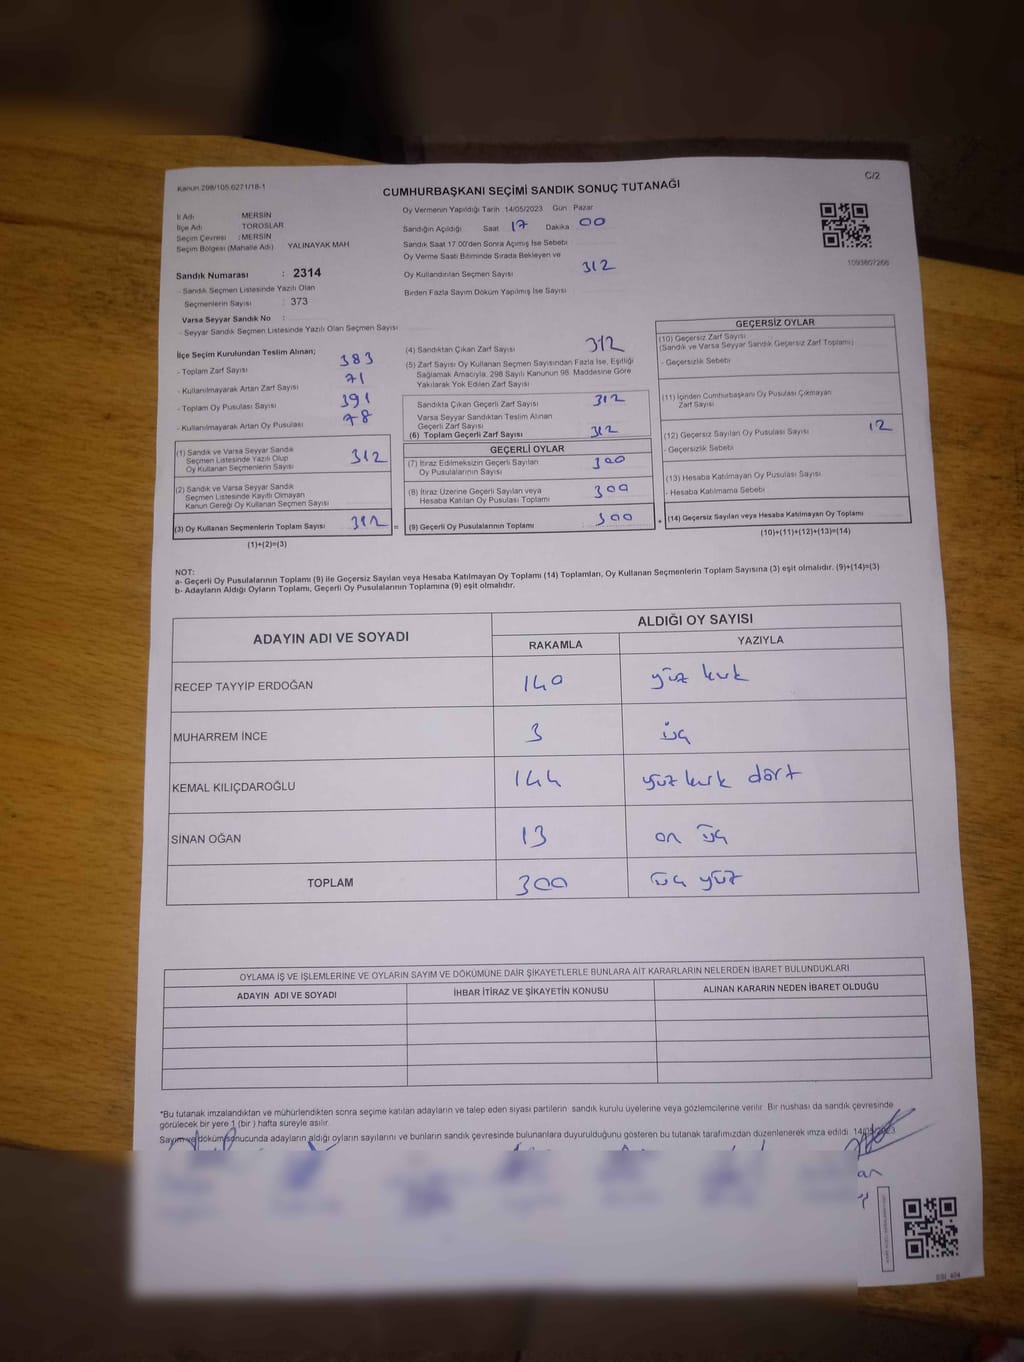 Kanun 298/105.6271/18-1
C/2
CUMHURBAŞKANI SEÇİMİ SANDIK SONUÇ TUTANAĞI
İl Adı MERSİN
İlçe Adı TOROSLAR
Seçim Çevresi : MERSİN
Seçim Bölgesi (Mahalle Adı) YALINAYAK MAH
Sandık Numarası : 2314
- Sandık Seçmen Listesinde Yazılı Olan
Seçmenlerin Sayısı : 373
Varsa Seyyar Sandık No :
- Seyyar Sandık Listesinde Yazılı Olan Seçmen Sayısı
Oy Vermenin Yapıldığı Tarih 14/05/2023 Gün : Pazar
Sandığın Açıldığı Saat 17 Dakika 00
Sandık Saat 17 00'den Sonra Açımış İse Sebebi
Oy Verme Saati Bitiminde Sırada Bekleyen ve
Oy Kullandırılan Seçmen Sayısı 312
Birden Fazla Sayım Döküm Yapılmış İse Sayısı
1093807266
İlçe Seçim Kurulundan Teslim Alınan;
- Toplam Zarf Sayısı 383
- Kullanılmayarak Artan Zarf Sayısı 71
- Toplam Oy Pusulası Sayısı 391
- Kullanılmayarak Artan Oy Pusulası 78
(1) Sandık ve Varsa Seyyar Sandık
Seçmen Listesinde Yazılı Olup
Oy Kullanan Seçmenlerin Sayısı 312
(2) Sandık ve Varsa Seyyar Sandık
Seçmen Listesinde Kayıtlı Olmayan
Kanun Gereği Oy Kullanan Seçmen Sayısı
(3) Oy Kullanan Seçmenlerin Toplam Sayısı 312 =
(1)+(2)=(3)
(4) Sandıktan Çıkan Zarf Sayısı 312
(5) Zarf Sayısı Oy Kullanan Seçmen Sayısından Fazla İse, Eşitliği
Sağlamak Amacıyla, 298 Sayılı Kanunun 98. Maddesine Göre
Yakılarak Yok Edilen Zarf Sayısı
Sandıkta Çıkan Geçerli Zarf Sayısı 312
Varsa Seyyar Sandıktan Teslim Alınan
Geçerli Zarf Sayısı
(6) Toplam Geçerli Zarf Sayısı 312
GEÇERLİ OYLAR
(7) İtiraz Edilmeksizin Geçerli Sayılan
Oy Pusulalarının Sayısı 300
(8) İtiraz Üzerine Geçerli Sayılan veya
Hesaba Katılan Oy Pusulası Toplamı 300
(9) Geçerli Oy Pusulalarının Toplamı 300 +
GEÇERSİZ OYLAR
(10) Geçersiz Zarf Sayısı
(Sandık ve Varsa Seyyar Sandık Geçersiz Zarf Toplamı)
- Geçersizlik Sebebi
(11) İçinden Cumhurbaşkanı Oy Pusulası Çıkmayan
Zarf Sayısı
(12) Geçersiz Sayılan Oy Pusulası Sayısı 12
- Geçersizlik Sebebi
(13) Hesaba Katılmayan Oy Pusulası Sayısı
- Hesaba Katılmama Sebebi
(14) Geçersiz Sayılan veya Hesaba Katılmayan Oy Toplamı
(10)+(11)+(12)+(13)=(14)
NOT:
a- Geçerli Oy Pusulalarının Toplamı (9) ile Geçersiz Sayılan veya Hesaba Katılmayan Oy Toplamı (14) Toplamları, Oy Kullanan Seçmenlerin Toplam Sayısına (3) eşit olmalıdır. (9)+(14)=(3)
b- Adayların Aldığı Oyların Toplamı, Geçerli Oy Pusulalarının Toplamına (9) eşit olmalıdır.
ADAYIN ADI VE SOYADI ALDIĞI OY SAYISI
RAKAMLA YAZIYLA
RECEP TAYYİP ERDOĞAN 140 yüz kırk
MUHARREM İNCE 3 üç
KEMAL KILIÇDAROĞLU 144 yüz kırk dört
SİNAN OĞAN 13 on üç
TOPLAM 300 üç yüz
OYLAMA İŞ VE İŞLEMLERİNE VE OYLARIN SAYIM VE DÖKÜMÜNE DAİR ŞİKAYETLERLE BUNLARA AİT KARARLARIN NELERDEN İBARET BULUNDUKLARI
ADAYIN ADI VE SOYADI İHBAR İTİRAZ VE ŞİKAYETİN KONUSU ALINAN KARARIN NEDEN İBARET OLDUĞU
*Bu tutanak imzalandıktan ve mühürlendikten sonra seçime katılan adayların ve talep eden siyasi partilerin sandık kurulu üyelerine veya gözlemcilerine verilir. Bir nüshası da sandık çevresinde
görülecek bir yere 1 (bir ) hafta süreyle asılır.
Sayım ve döküm sonucunda adayların aldığı oyların sayılarını ve bunların sandık çevresinde bulunanlara duyurulduğunu gösteren bu tutanak tarafımızdan düzenlenerek imza edildi. 14/05/2023